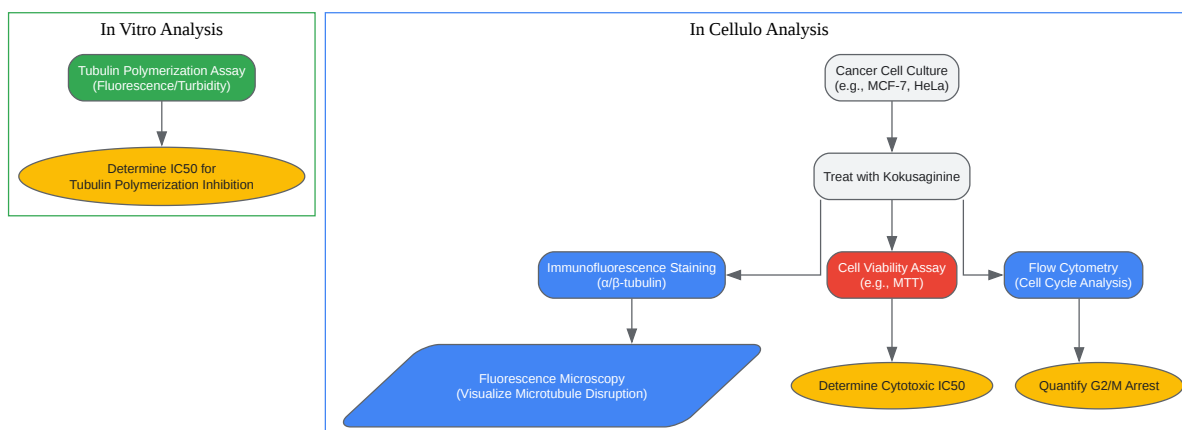 In Vitro Analysis
Tubulin Polymerization Assay
(Fluorescence/Turbidity)
Determine IC50 for
Tubulin Polymerization Inhibition
In Cellulo Analysis
Cancer Cell Culture
(e.g., MCF-7, HeLa)
Treat with Kokusaginine
Immunofluorescence Staining
(α/β-tubulin)
Cell Viability Assay
(e.g., MTT)
Flow Cytometry
(Cell Cycle Analysis)
Fluorescence Microscopy
(Visualize Microtubule Disruption)
Determine Cytotoxic IC50
Quantify G2/M Arrest